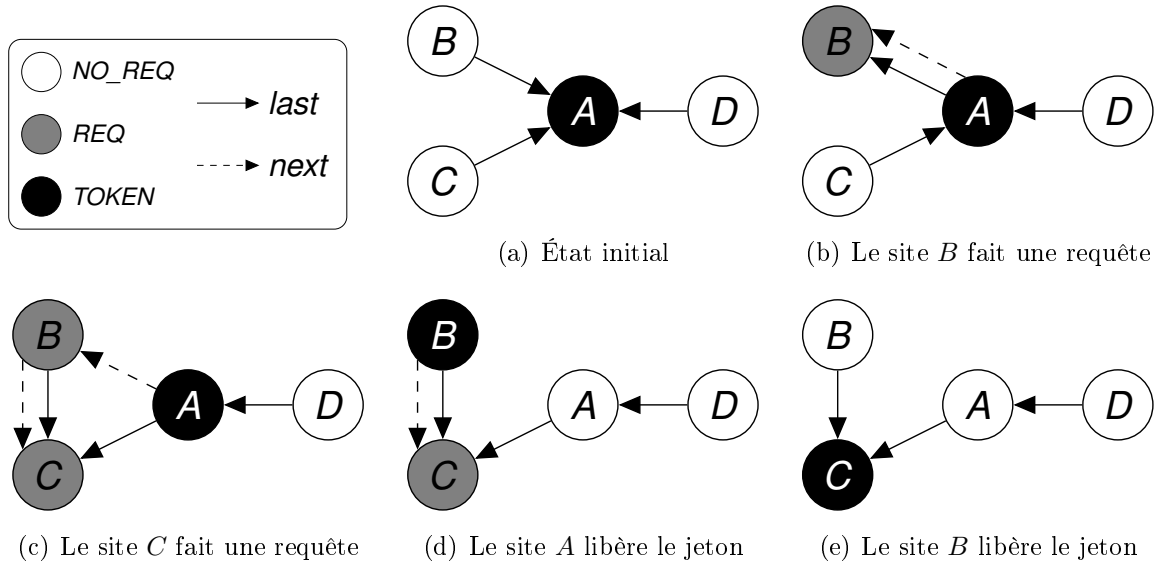 NO_REQ
last
REQ
next
TOKEN
B
A
D
C
(a) État initial
B
A
D
C
(b) Le site B fait une requête
B
A
D
C
(c) Le site C fait une requête
B
A
D
C
(d) Le site A libère le jeton
B
A
D
C
(e) Le site B libère le jeton